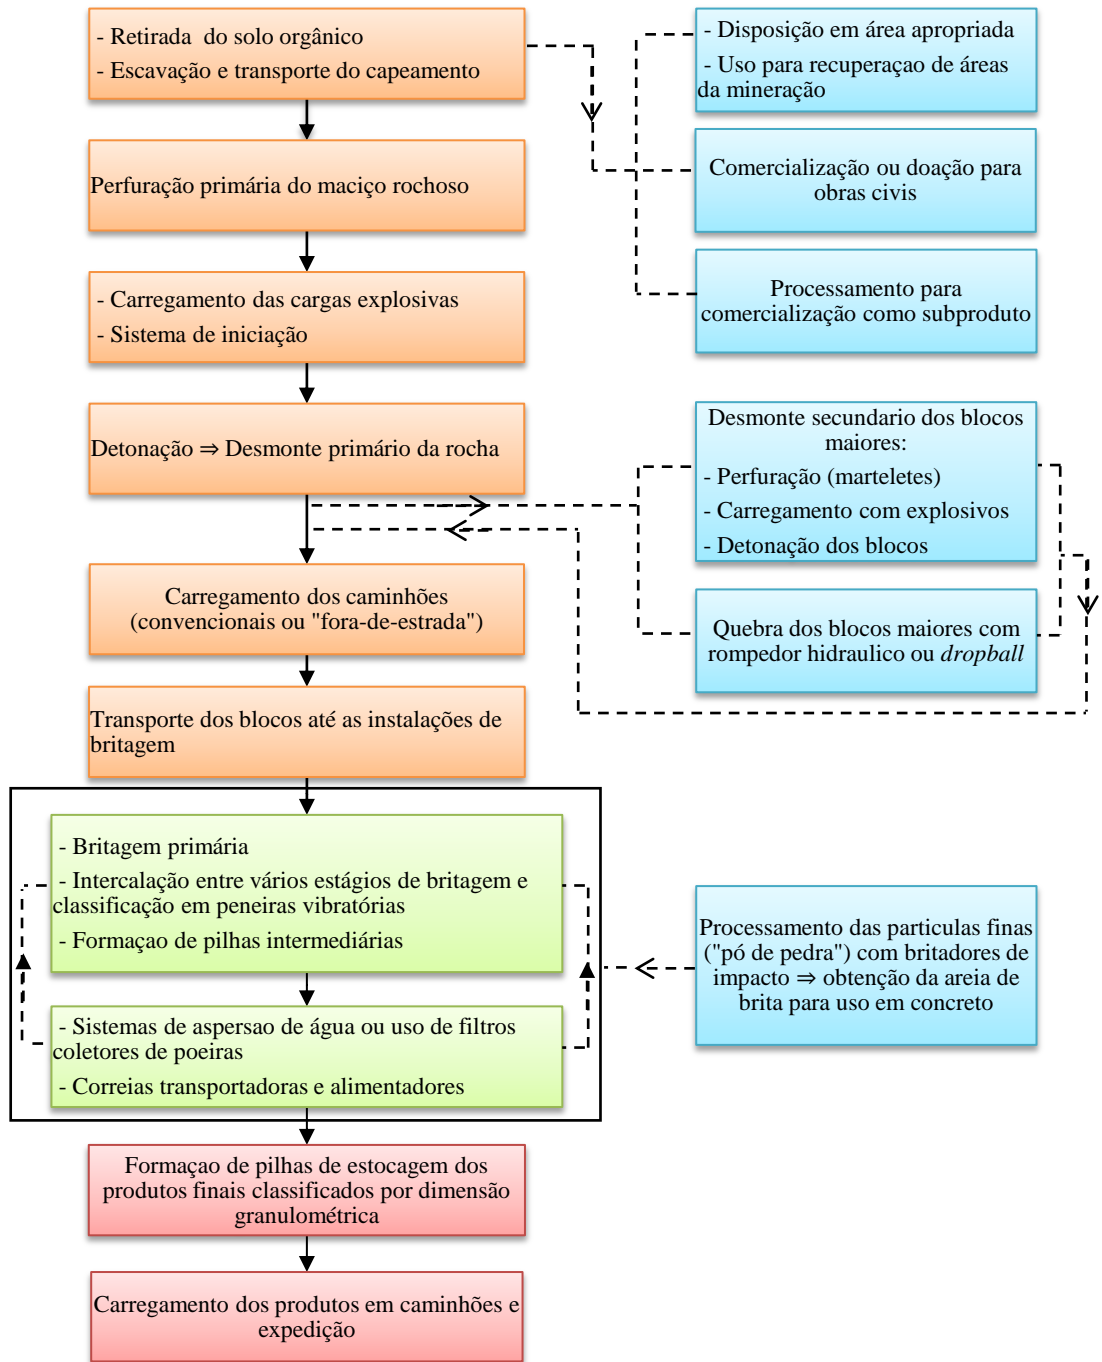 - Retirada  do solo orgânico
- Escavação e transporte do capeamento
Perfuração primária do maciço rochoso
- Carregamento das cargas explosivas
- Sistema de iniciação
Detonação ⇒ Desmonte primário da rocha
Carregamento dos caminhões
(convencionais ou "fora-de-estrada")
Transporte dos blocos até as instalações de
britagem
- Britagem primária
- Intercalação entre vários estágios de britagem e
classificação em peneiras vibratórias
- Formaçao de pilhas intermediárias
- Sistemas de aspersao de água ou uso de filtros
coletores de poeiras
- Correias transportadoras e alimentadores
Formaçao de pilhas de estocagem dos
produtos finais classificados por dimensão
granulométrica
Carregamento dos produtos em caminhões e
expedição
- Disposição em área apropriada
- Uso para recuperaçao de áreas
da mineração
Comercialização ou doação para
obras civis
Processamento para
comercialização como subproduto
Desmonte secundario dos blocos
maiores:
- Perfuração (marteletes)
- Carregamento com explosivos
- Detonação dos blocos
Quebra dos blocos maiores com
rompedor hidraulico ou dropball
Processamento das particulas finas
("pó de pedra") com britadores de
impacto ⇒ obtenção da areia de
brita para uso em concreto